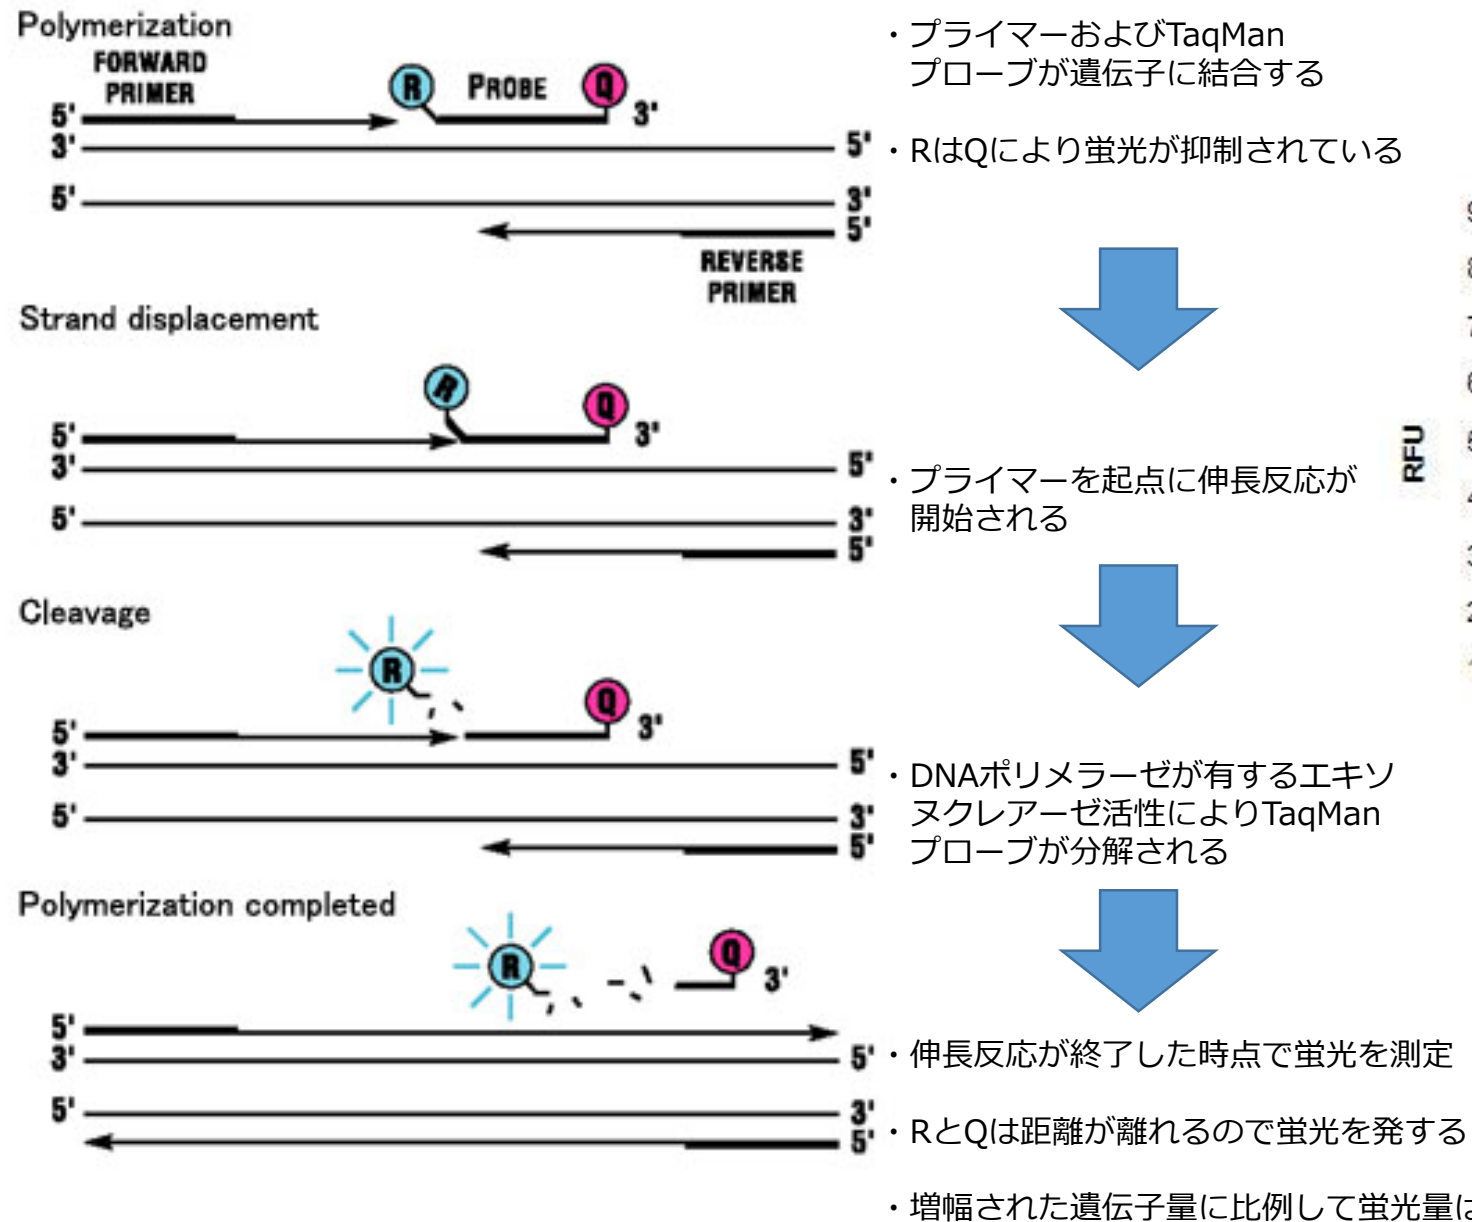 Polymerization
FORWARD
PRIMER
R
PROBE
Q
5'
3'
3'
5'
5'
3'
5'
REVERSE
PRIMER
Strand displacement
R
Q
5'
3'
3'
5'
5'
3'
5'
Cleavage
R
Q
5'
3'
3'
5'
5'
3'
5'
Polymerization completed
R
Q
3'
5'
3'
5'
5'
3'
5'
・プライマーおよびTaqMan
プローブが遺伝子に結合する
・RはQにより蛍光が抑制されている
・プライマーを起点に伸長反応が
開始される
・DNAポリメラーゼが有するエキソ
ヌクレアーゼ活性によりTaqMan
プローブが分解される
・伸長反応が終了した時点で蛍光を測定
・RとQは距離が離れるので蛍光を発する
・増幅された遺伝子量に比例して蛍光量は
RFU